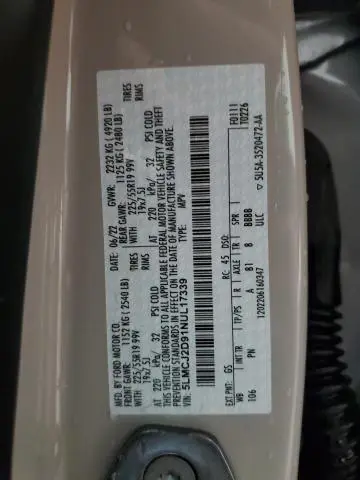 MFD. BY FORD MOTOR CO.
DATE: 06/22 GVWR: 2232 KG ( 4920 LB)
FRONT GAWR: 1152 KG ( 2540 LB) REAR GAWR: 1125 KG ( 2480 LB)
WITH 225/55R19 99V TIRES WITH 225/55R19 99V TIRES
19x7.5J RIMS 19x7.5J RIMS
AT 220 kPa/ 32 PSI COLD AT 220 kPa/ 32 PSI COLD
THIS VEHICLE CONFORMS TO ALL APPLICABLE FEDERAL MOTOR VEHICLE SAFETY AND THEFT
PREVENTION STANDARDS IN EFFECT ON THE DATE OF MANUFACTURE SHOWN ABOVE.
VIN: 5LMCJ2D91NUL17339 TYPE: MPV
F0111
T0226
EXT PNT: G5 RC: 45 DSO:
WB INT TR TP/PS R AXLE TR SPR
106 PN A 81 8 BBBB
ULC
1202206160347 5U5A-3520472-AA